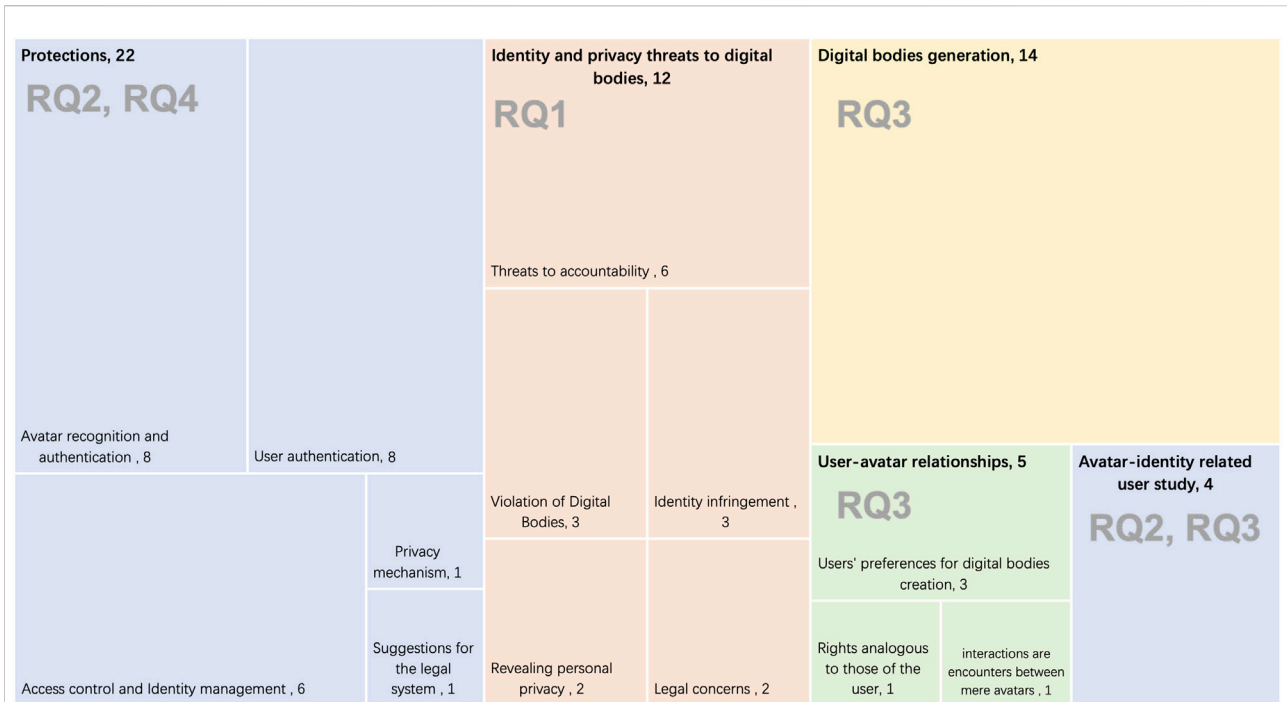 Protections, 22
RQ2, RQ4
Avatar recognition and
authentication , 8
User authentication, 8
Access control and Identity management , 6
Privacy
mechanism, 1
Suggestions for
the legal
system , 1
Identity and privacy threats to digital
bodies, 12
RQ1
Threats to accountability , 6
Violation of Digital
Bodies, 3
Identity infringement ,
3
Revealing personal
privacy , 2
Legal concerns , 2
Digital bodies generation, 14
RQ3
User-avatar relationships, 5
RQ3
Users' preferences for digital bodies
creation, 3
Rights analogous
to those of the
user, 1
interactions are
encounters between
mere avatars , 1
Avatar-identity related
user study, 4
RQ2, RQ3